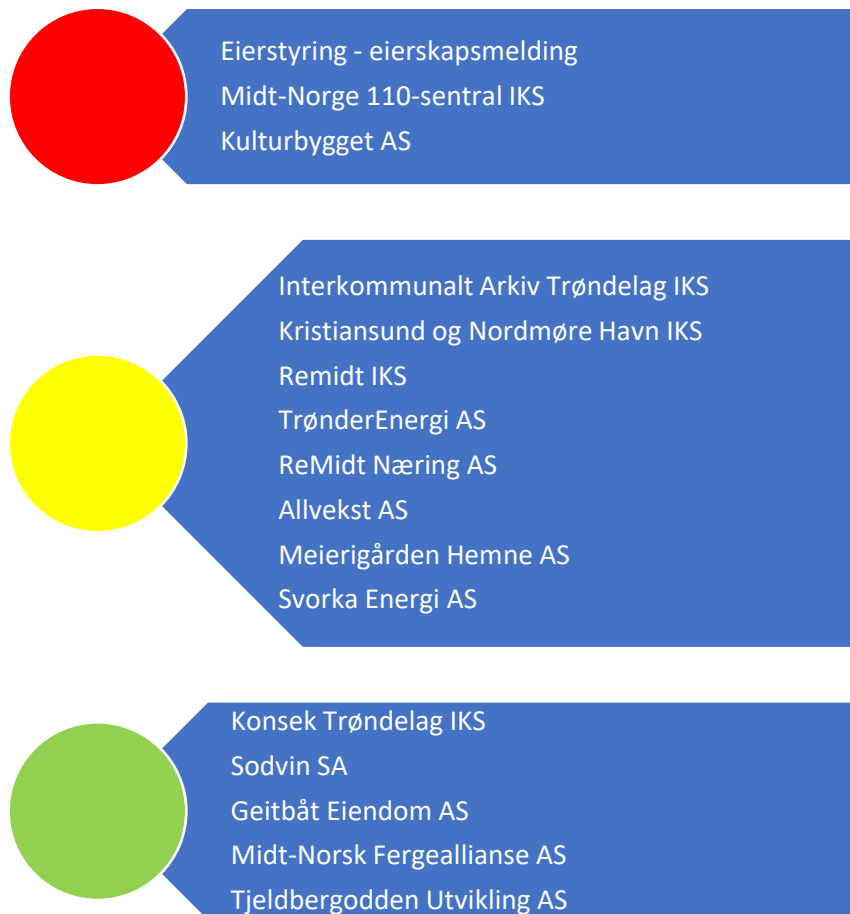 Eierstyring - eierskapsmelding
Midt-Norge 110-sentral IKS
Kulturbygget AS
Interkommunalt Arkiv Trøndelag IKS
Kristiansund og Nordmøre Havn IKS
Remidt IKS
TrønderEnergi AS
ReMidt Næring AS
Allvekst AS
Meierigården Hemne AS
Svorka Energi AS
Konsek Trøndelag IKS
Sodvin SA
Geitbåt Eiendom AS
Midt-Norsk Fergeallianse AS
Tjeldbergodden Utvikling AS